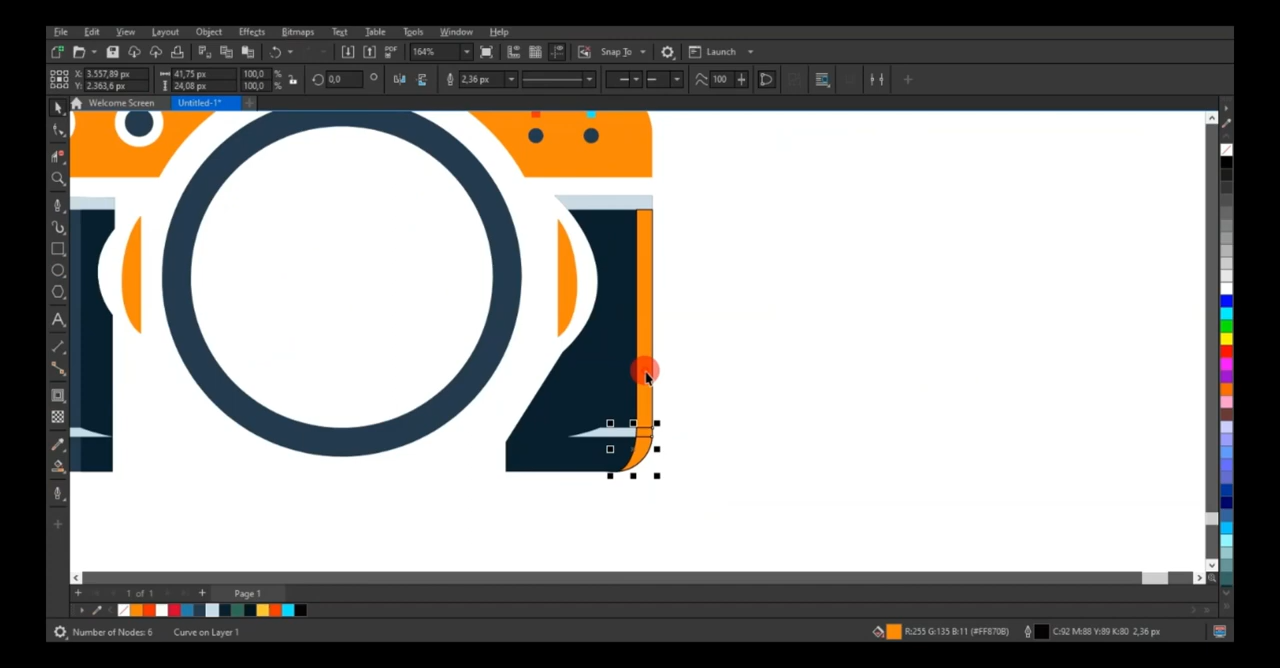 File Edit View Layout Object Effects Bitmaps Text Table Tools Window Help
PDF 164% Snap To Launch
X: 3.557,89 px 41,75 px 100,0 % 0,0 2,36 px 100
Y: 2.363,6 px 24,08 px 100,0 %
Welcome Screen Untitled-1*
1 of 1 Page 1
Number of Nodes: 6 Curve on Layer 1 R:255 G:135 B:11 (#FF870B) C:92 M:88 Y:89 K:80 2,36 px